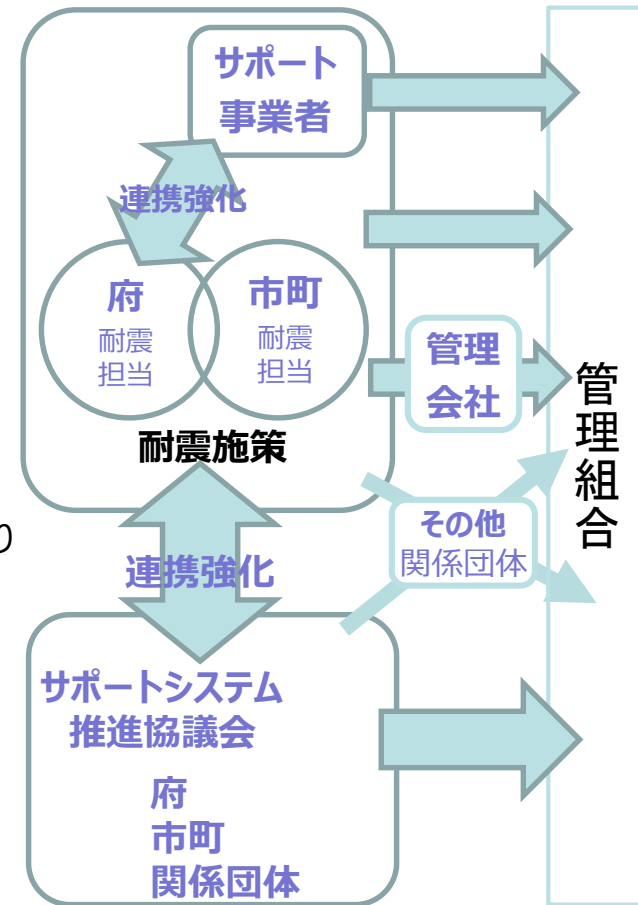 サポート
事業者
連携強化
府
耐震
担当
市町
耐震
担当
耐震施策
管理
会社
管理組合
の
連携強化
その他
関係団体
サポートシステム
推進協議会
府
市町
関係団体